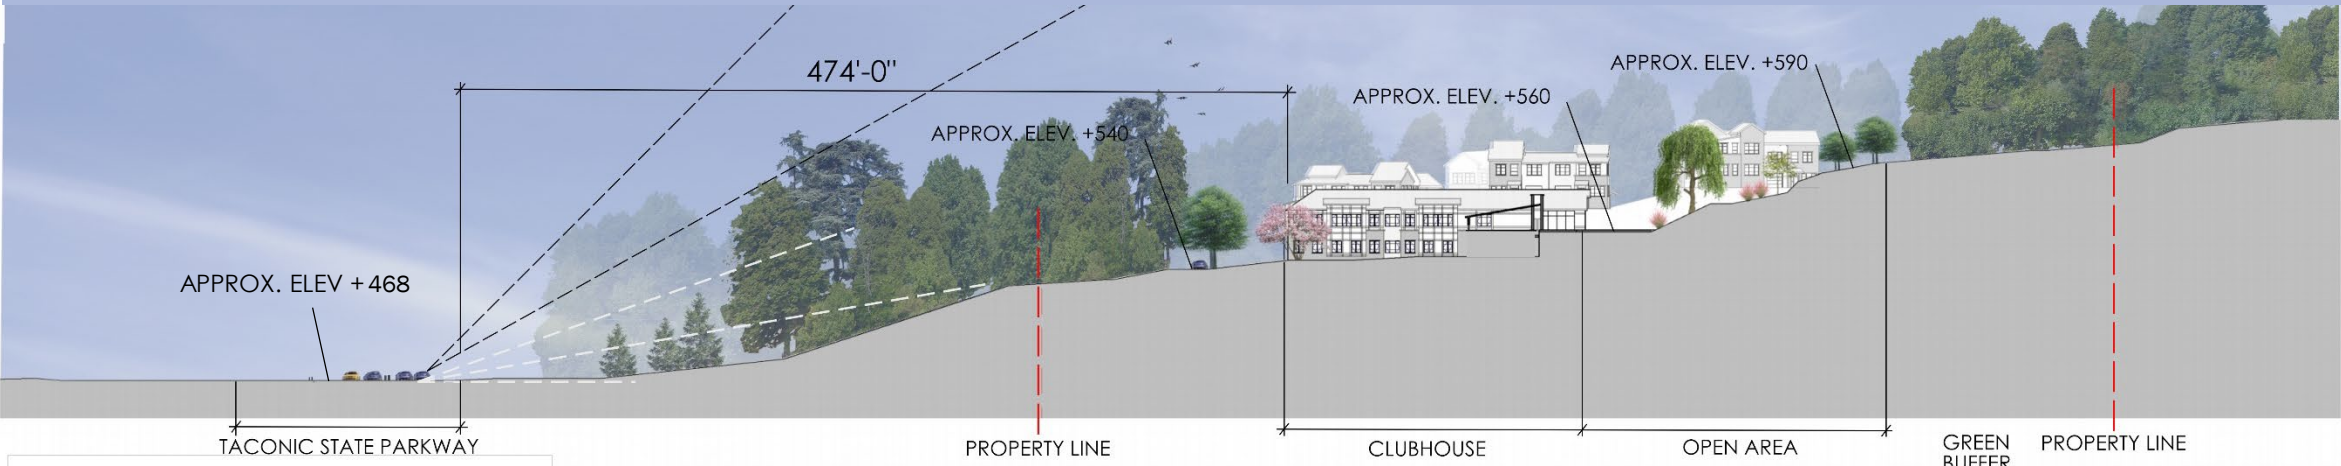 474'-0"
APPROX. ELEV. +590
APPROX. ELEV. +560
APPROX. ELEV. +540
APPROX. ELEV +468
TACONIC STATE PARKWAY
PROPERTY LINE
CLUBHOUSE
OPEN AREA
GREEN
BUFFER
PROPERTY LINE